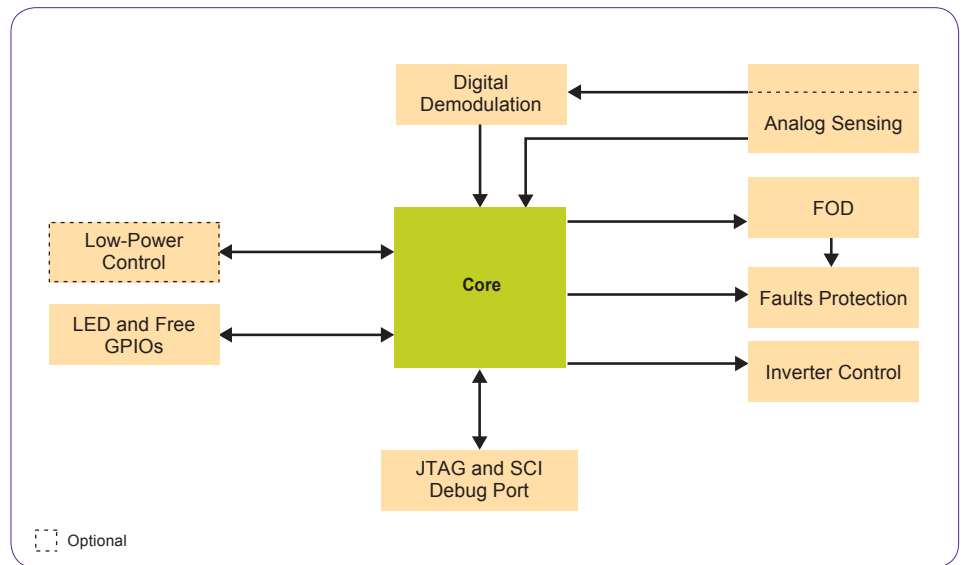 Digital
Demodulation
Analog Sensing
FOD
Low-Power
Control
Core
Faults Protection
LED and Free
GPIOs
Inverter Control
JTAG and SCI
Debug Port
Optional